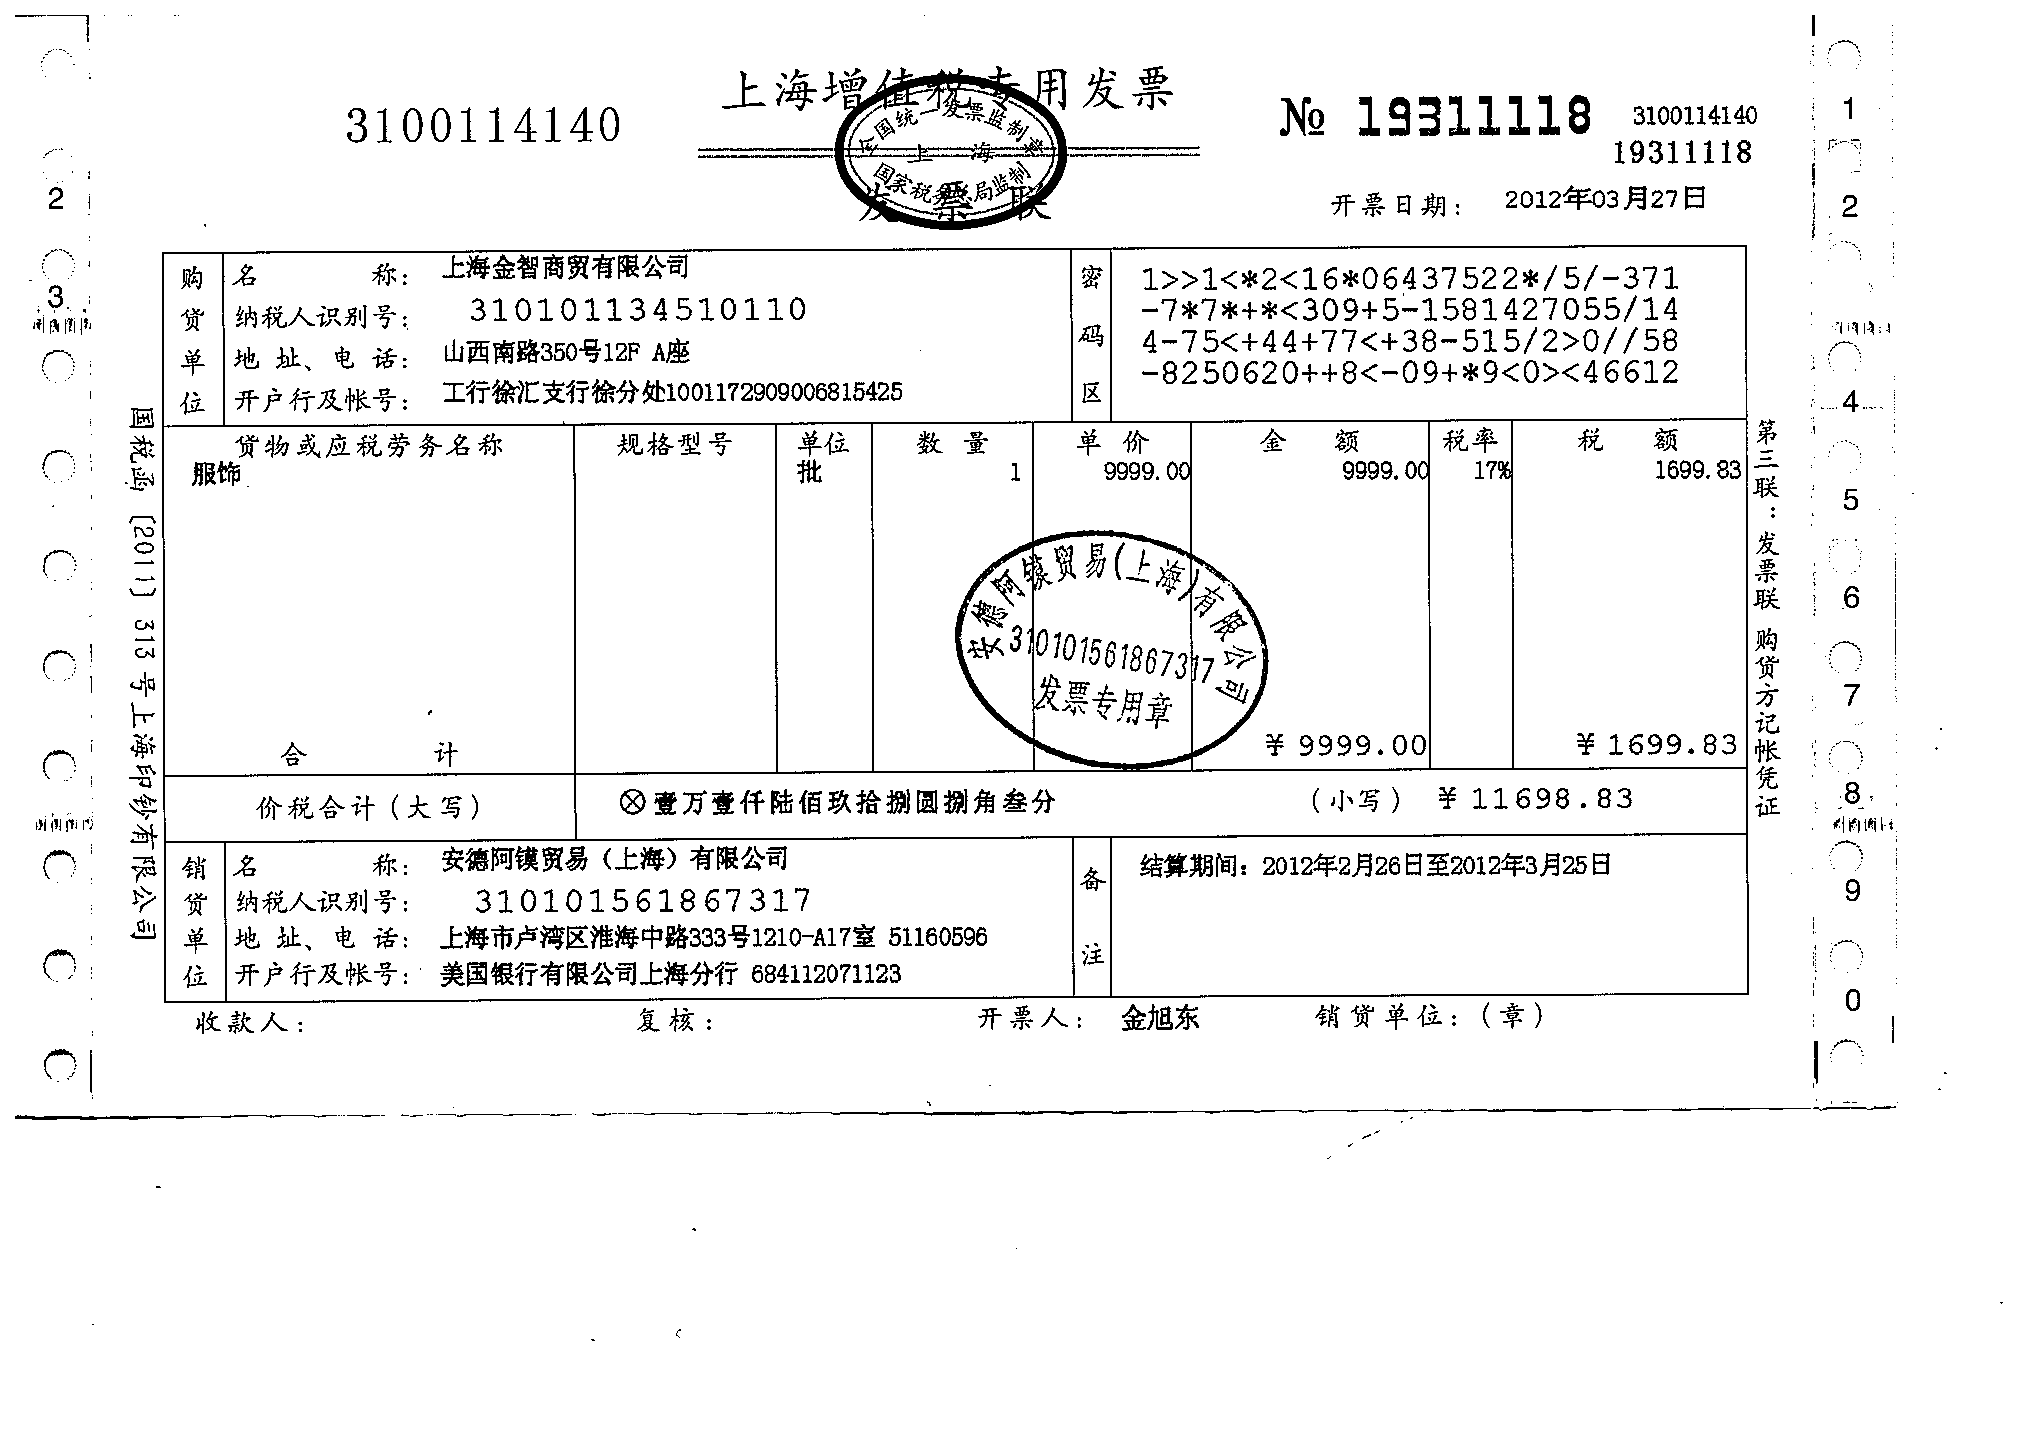 上海增值税专用发票
3100114140
№ 19311118
3100114140
19311118
全国统一发票监制章
上海
国家税务总局监制
发票联
开票日期: 2012年03月27日
购货单位
名称: 上海金智商贸有限公司
纳税人识别号: 310101134510110
地址、电话: 山西南路350号12F A座
开户行及帐号: 工行徐汇支行徐分处1001172909006815425
密码区
1>>1<*2<16*06437522*/5/-371
-7*7*+*<309+5-1581427055/14
4-75<+44+77<+38-515/2>0//58
-8250620++8<-09+*9<0><46612
货物或应税劳务名称 规格型号 单位 数量 单价 金额 税率 税额
服饰 批 1 9999.00 9999.00 17% 1699.83
安德阿镆贸易(上海)有限公司
310101561867317
发票专用章
合计 ¥9999.00 ¥1699.83
价税合计(大写) ⊗壹万壹仟陆佰玖拾捌圆捌角叁分 (小写) ¥11698.83
销货单位
名称: 安德阿镆贸易(上海)有限公司
纳税人识别号: 310101561867317
地址、电话: 上海市卢湾区淮海中路333号1210-A17室 51160596
开户行及帐号: 美国银行有限公司上海分行 684112071123
备注
结算期间: 2012年2月26日至2012年3月25日
收款人: 复核: 开票人: 金旭东 销货单位: (章)
国税函〔2011〕313号上海印钞有限公司
第三联: 发票联 购货方记帐凭证
2
3
1
2
4
5
6
7
8
9
0